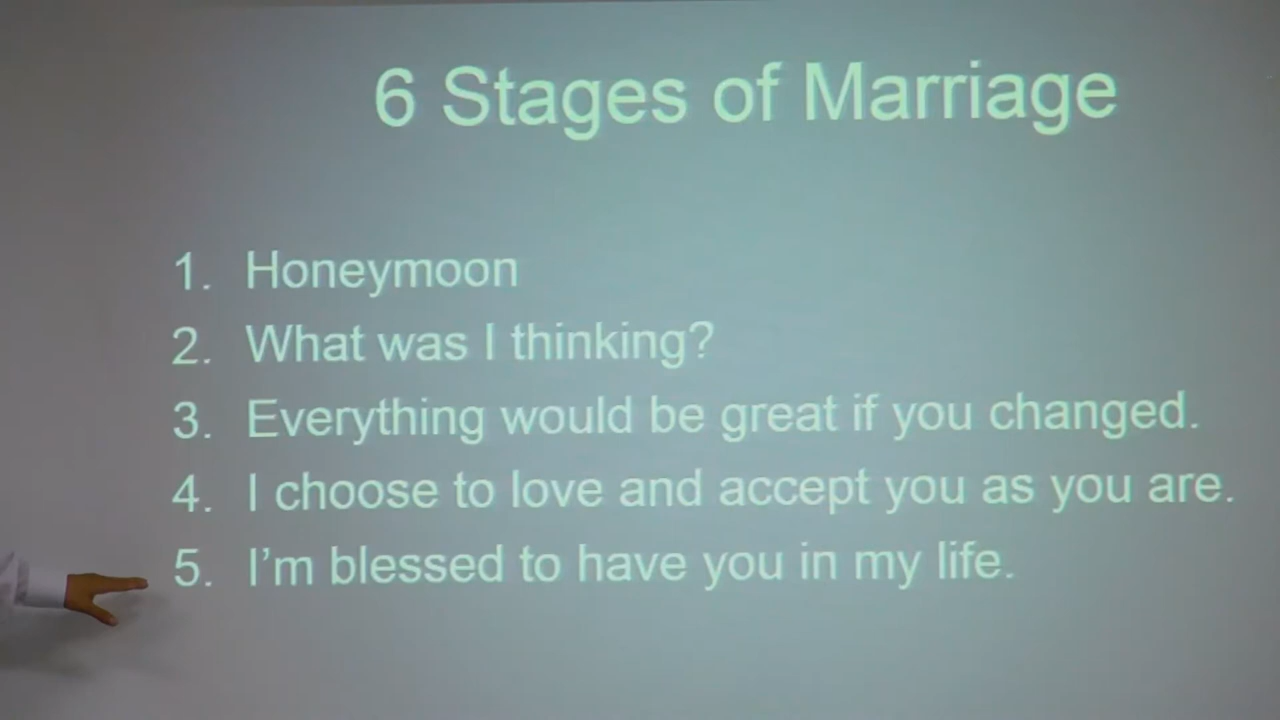 6 Stages of Marriage
1. Honeymoon
2. What was I thinking?
3. Everything would be great if you changed.
4. I choose to love and accept you as you are.
5. I’m blessed to have you in my life.